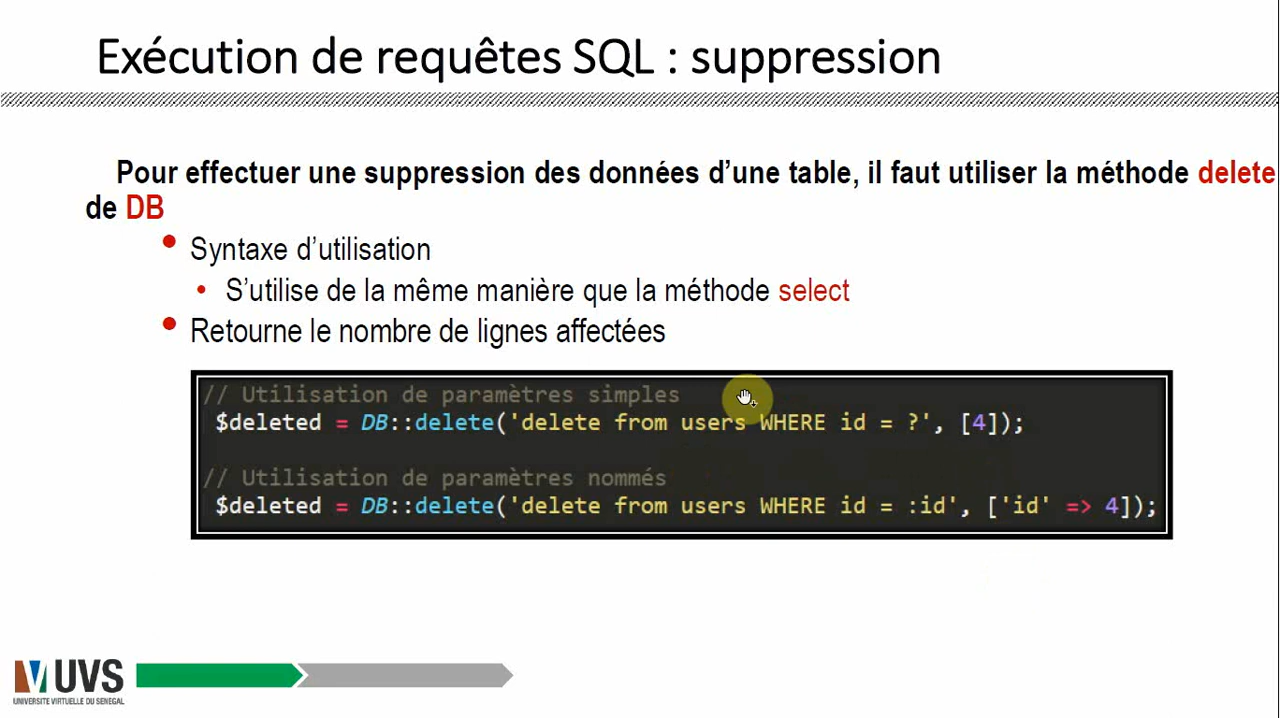 Exécution de requêtes SQL : suppression
Pour effectuer une suppression des données d’une table, il faut utiliser la méthode delete
de DB
• Syntaxe d’utilisation
• S’utilise de la même manière que la méthode select
• Retourne le nombre de lignes affectées
// Utilisation de paramètres simples
$deleted = DB::delete('delete from users WHERE id = ?', [4]);
// Utilisation de paramètres nommés
$deleted = DB::delete('delete from users WHERE id = :id', ['id' => 4]);
UVS
UNIVERSITE VIRTUELLE DU SENEGAL